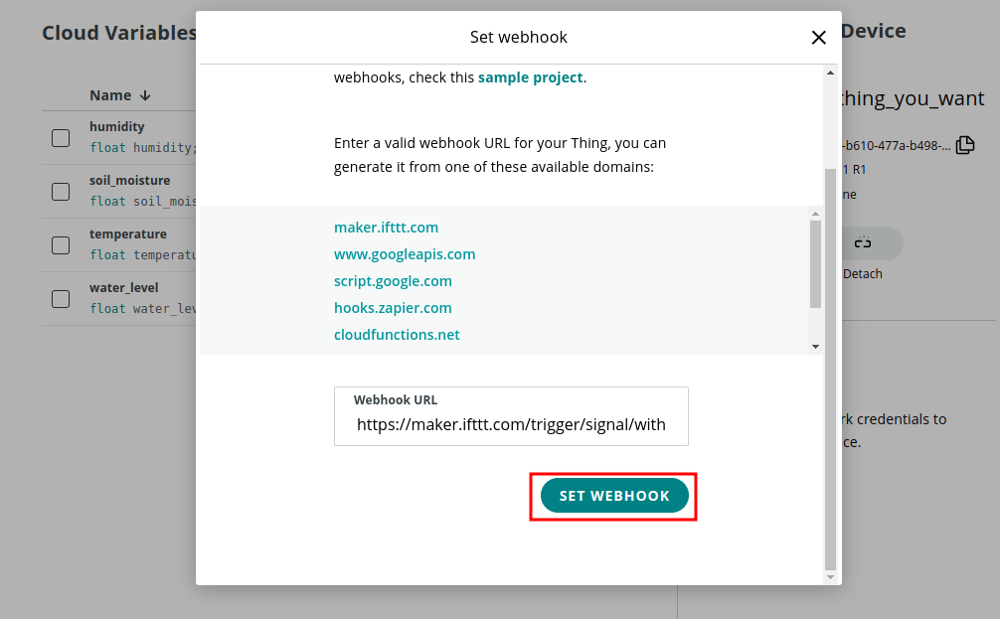 Cloud Variables
Name
humidity
float humidity;
soil_moisture
float soil_mois
temperature
float temperatu
water_level
float water_lev
Set webhook
webhooks, check this sample project.
Enter a valid webhook URL for your Thing, you can
generate it from one of these available domains:
maker.ifttt.com
www.googleapis.com
script.google.com
hooks.zapier.com
cloudfunctions.net
Webhook URL
https://maker.ifttt.com/trigger/signal/with
SET WEBHOOK
Device
thing_you_want
-b610-477a-b498-...
1 R1
ne
Detach
rk credentials to
ce.